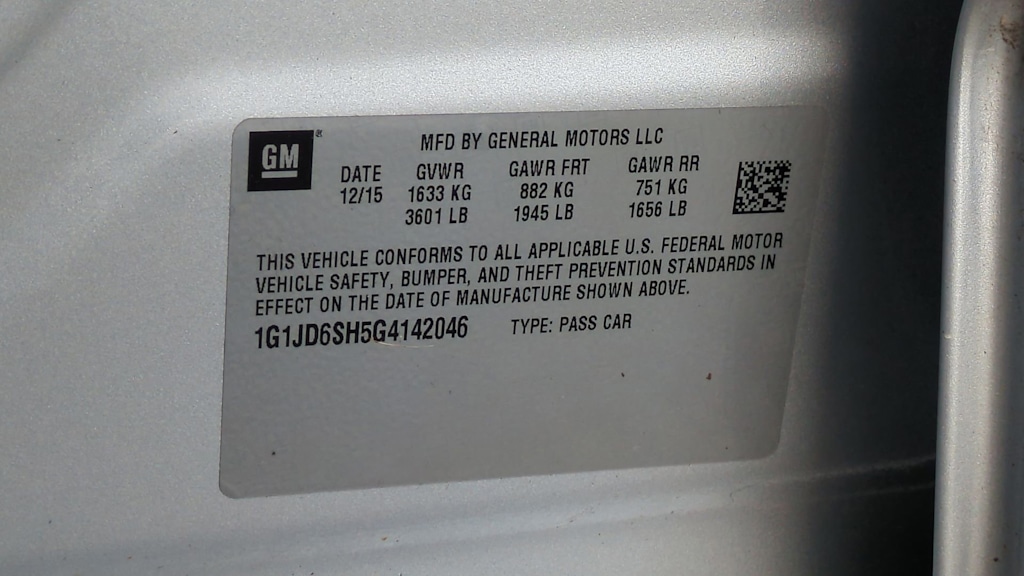 GM ®
MFD BY GENERAL MOTORS LLC
DATE GVWR GAWR FRT GAWR RR
12/15 1633 KG 882 KG 751 KG
3601 LB 1945 LB 1656 LB
THIS VEHICLE CONFORMS TO ALL APPLICABLE U.S. FEDERAL MOTOR
VEHICLE SAFETY, BUMPER, AND THEFT PREVENTION STANDARDS IN
EFFECT ON THE DATE OF MANUFACTURE SHOWN ABOVE.
1G1JD6SH5G4142046 TYPE: PASS CAR